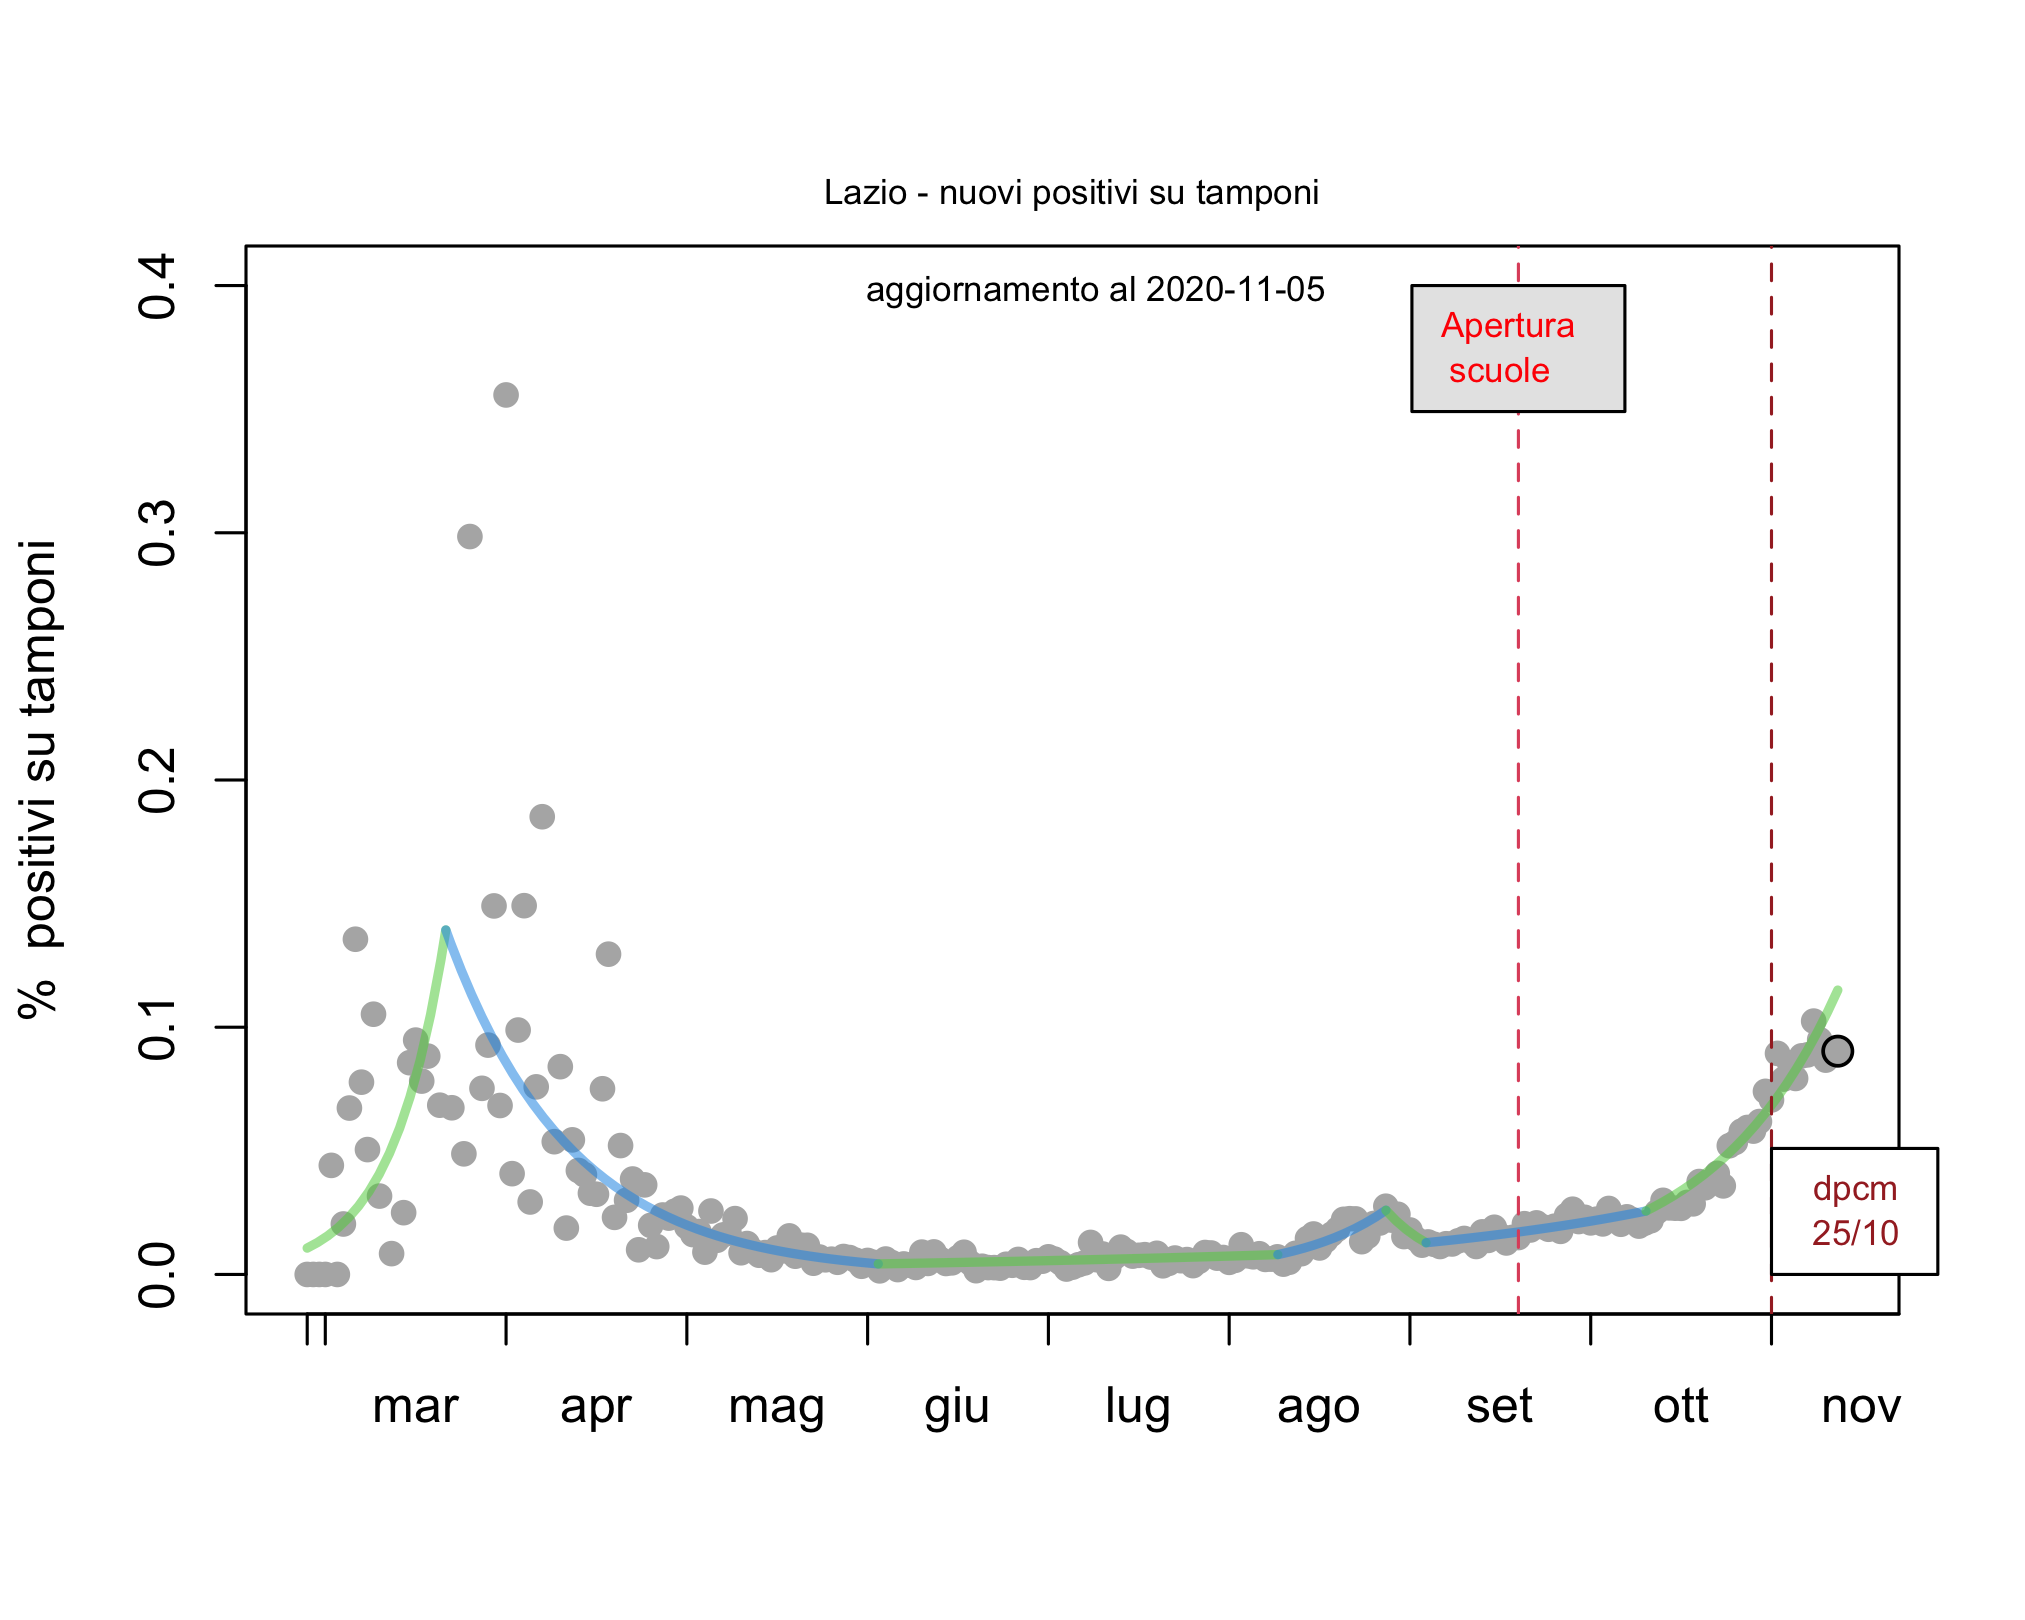 Lazio - nuovi positivi su tamponi
aggiornamento al 2020-11-05
Apertura
scuole
dpcm
25/10
% positivi su tamponi
0.4
0.3
0.2
0.1
0.0
mar apr mag giu lug ago set ott nov